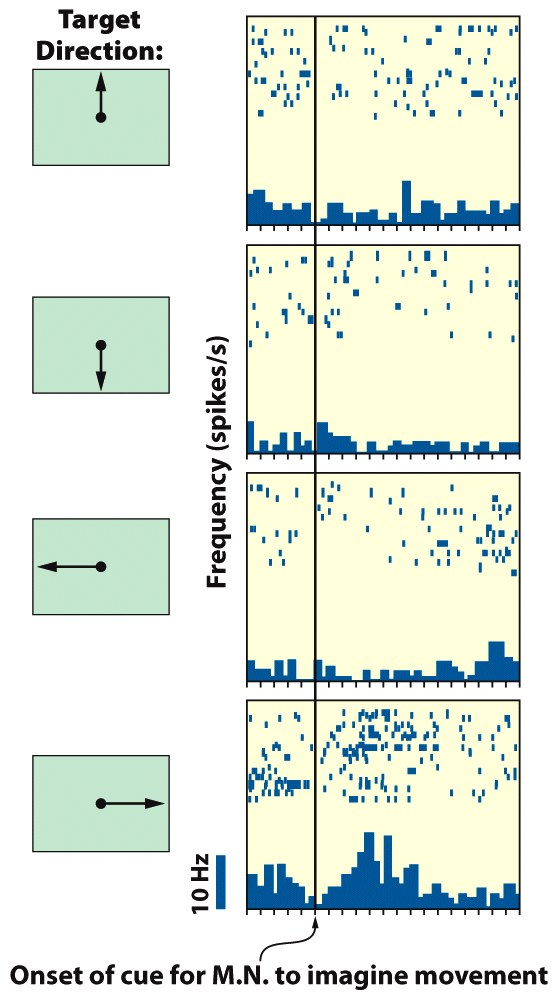 Target
Direction:
Frequency (spikes/s)
10 Hz
Onset of cue for M.N. to imagine movement